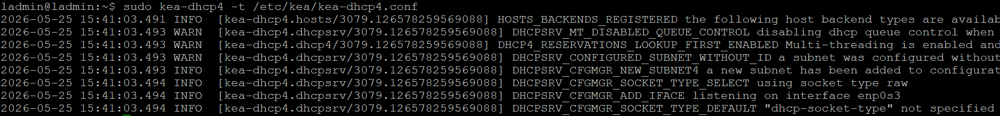 ladmin@ladmin:~$ sudo kea-dhcp4 -t /etc/kea/kea-dhcp4.conf
2026-05-25 15:41:03.491 INFO  [kea-dhcp4.hosts/3079.126578259569088] HOSTS_BACKENDS_REGISTERED the following host backend types are availab
2026-05-25 15:41:03.493 WARN  [kea-dhcp4.dhcpsrv/3079.126578259569088] DHCPSRV_MT_DISABLED_QUEUE_CONTROL disabling dhcp queue control when
2026-05-25 15:41:03.493 WARN  [kea-dhcp4.dhcp4/3079.126578259569088] DHCP4_RESERVATIONS_LOOKUP_FIRST_ENABLED Multi-threading is enabled and
2026-05-25 15:41:03.493 WARN  [kea-dhcp4.dhcpsrv/3079.126578259569088] DHCPSRV_CONFIGURED_SUBNET_WITHOUT_ID a subnet was configured without
2026-05-25 15:41:03.493 INFO  [kea-dhcp4.dhcpsrv/3079.126578259569088] DHCPSRV_CFGMGR_NEW_SUBNET4 a new subnet has been added to configurat
2026-05-25 15:41:03.494 INFO  [kea-dhcp4.dhcpsrv/3079.126578259569088] DHCPSRV_CFGMGR_SOCKET_TYPE_SELECT using socket type raw
2026-05-25 15:41:03.494 INFO  [kea-dhcp4.dhcpsrv/3079.126578259569088] DHCPSRV_CFGMGR_ADD_IFACE listening on interface enp0s3
2026-05-25 15:41:03.494 INFO  [kea-dhcp4.dhcpsrv/3079.126578259569088] DHCPSRV_CFGMGR_SOCKET_TYPE_DEFAULT "dhcp-socket-type" not specified